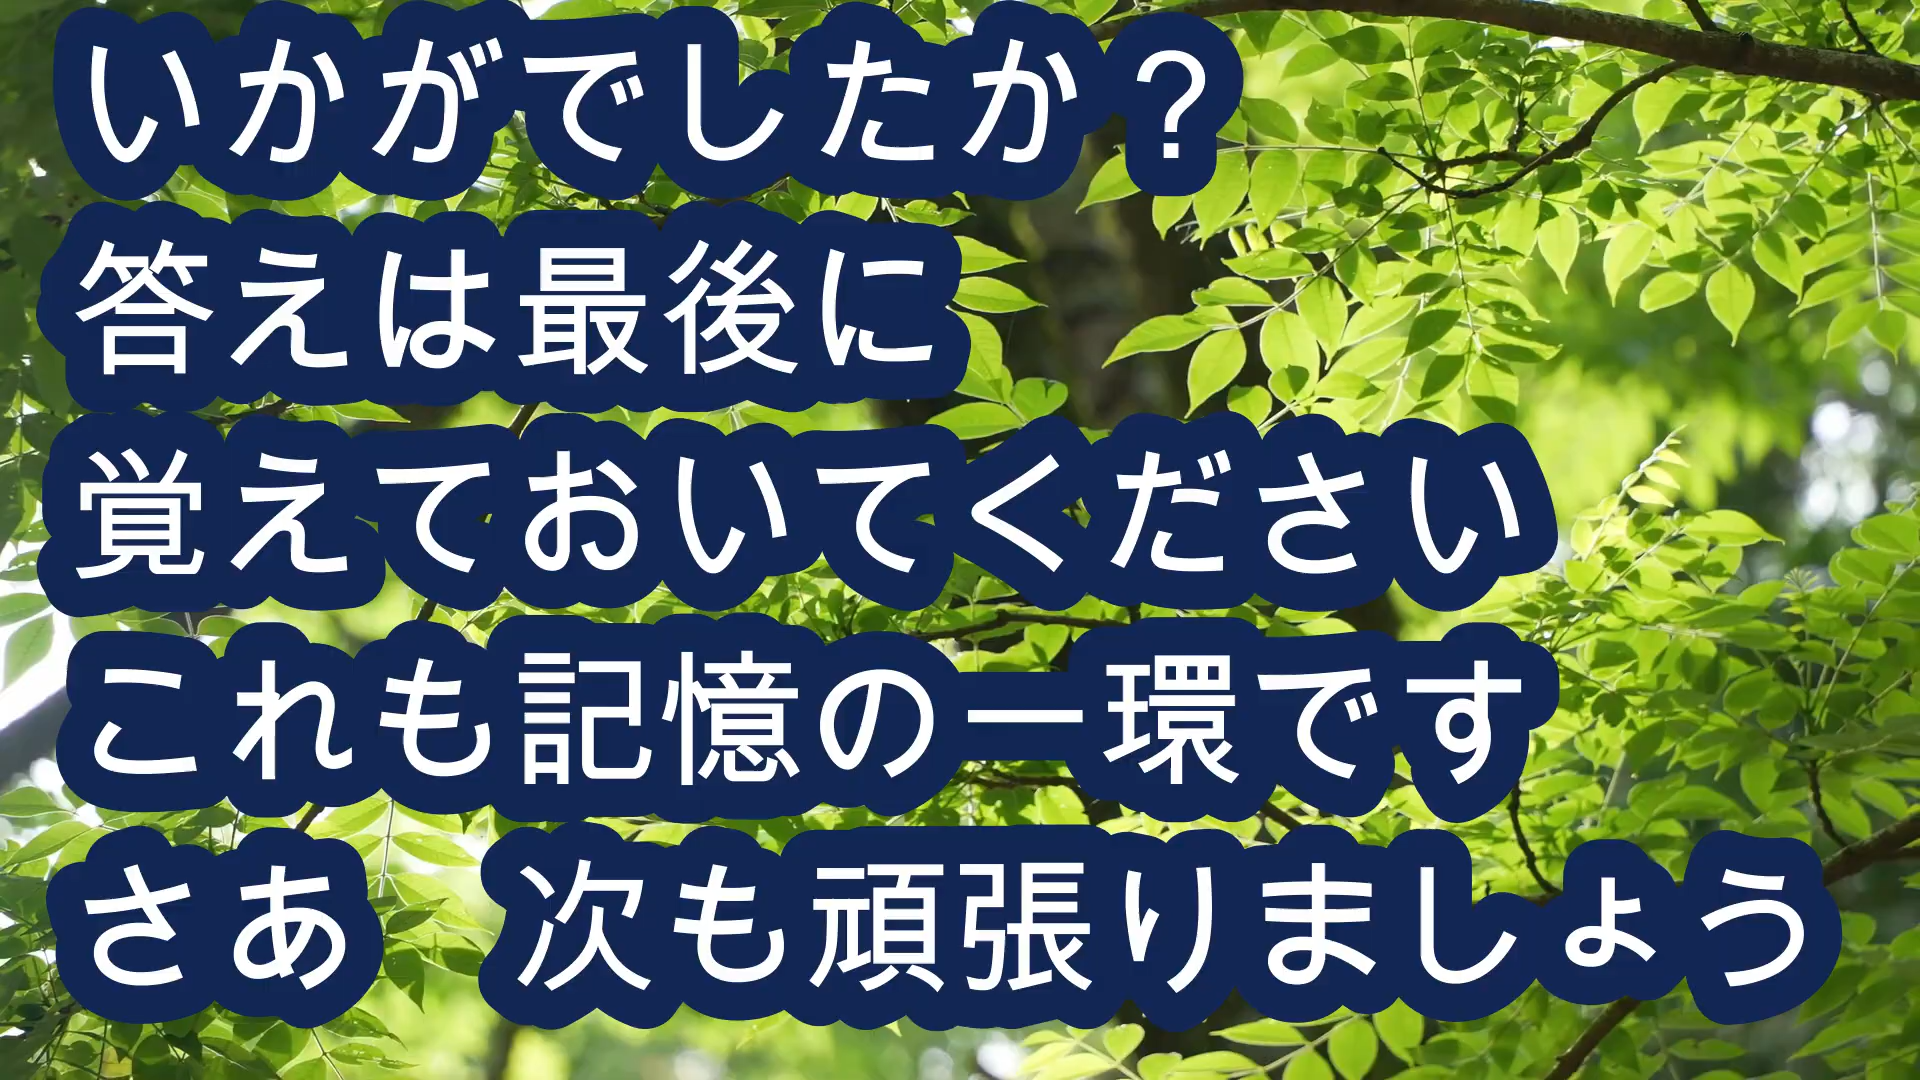 いかがでしたか？
答えは最後に
覚えておいてください
これも記憶の一環です
さあ　次も頑張りましょう